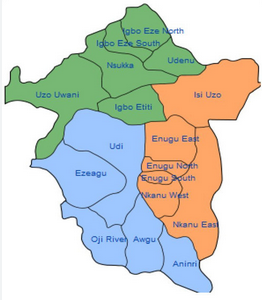 Igbo Eze North
Igbo Eze South
Nsukka
Udenu
Uzo Uwani
Isi Uzo
Igbo Etiti
Enugu East
Udi
Enugu North
Ezeagu
Enugu South
Nkanu West
Nkanu East
Oji River
Awgu
Aninri